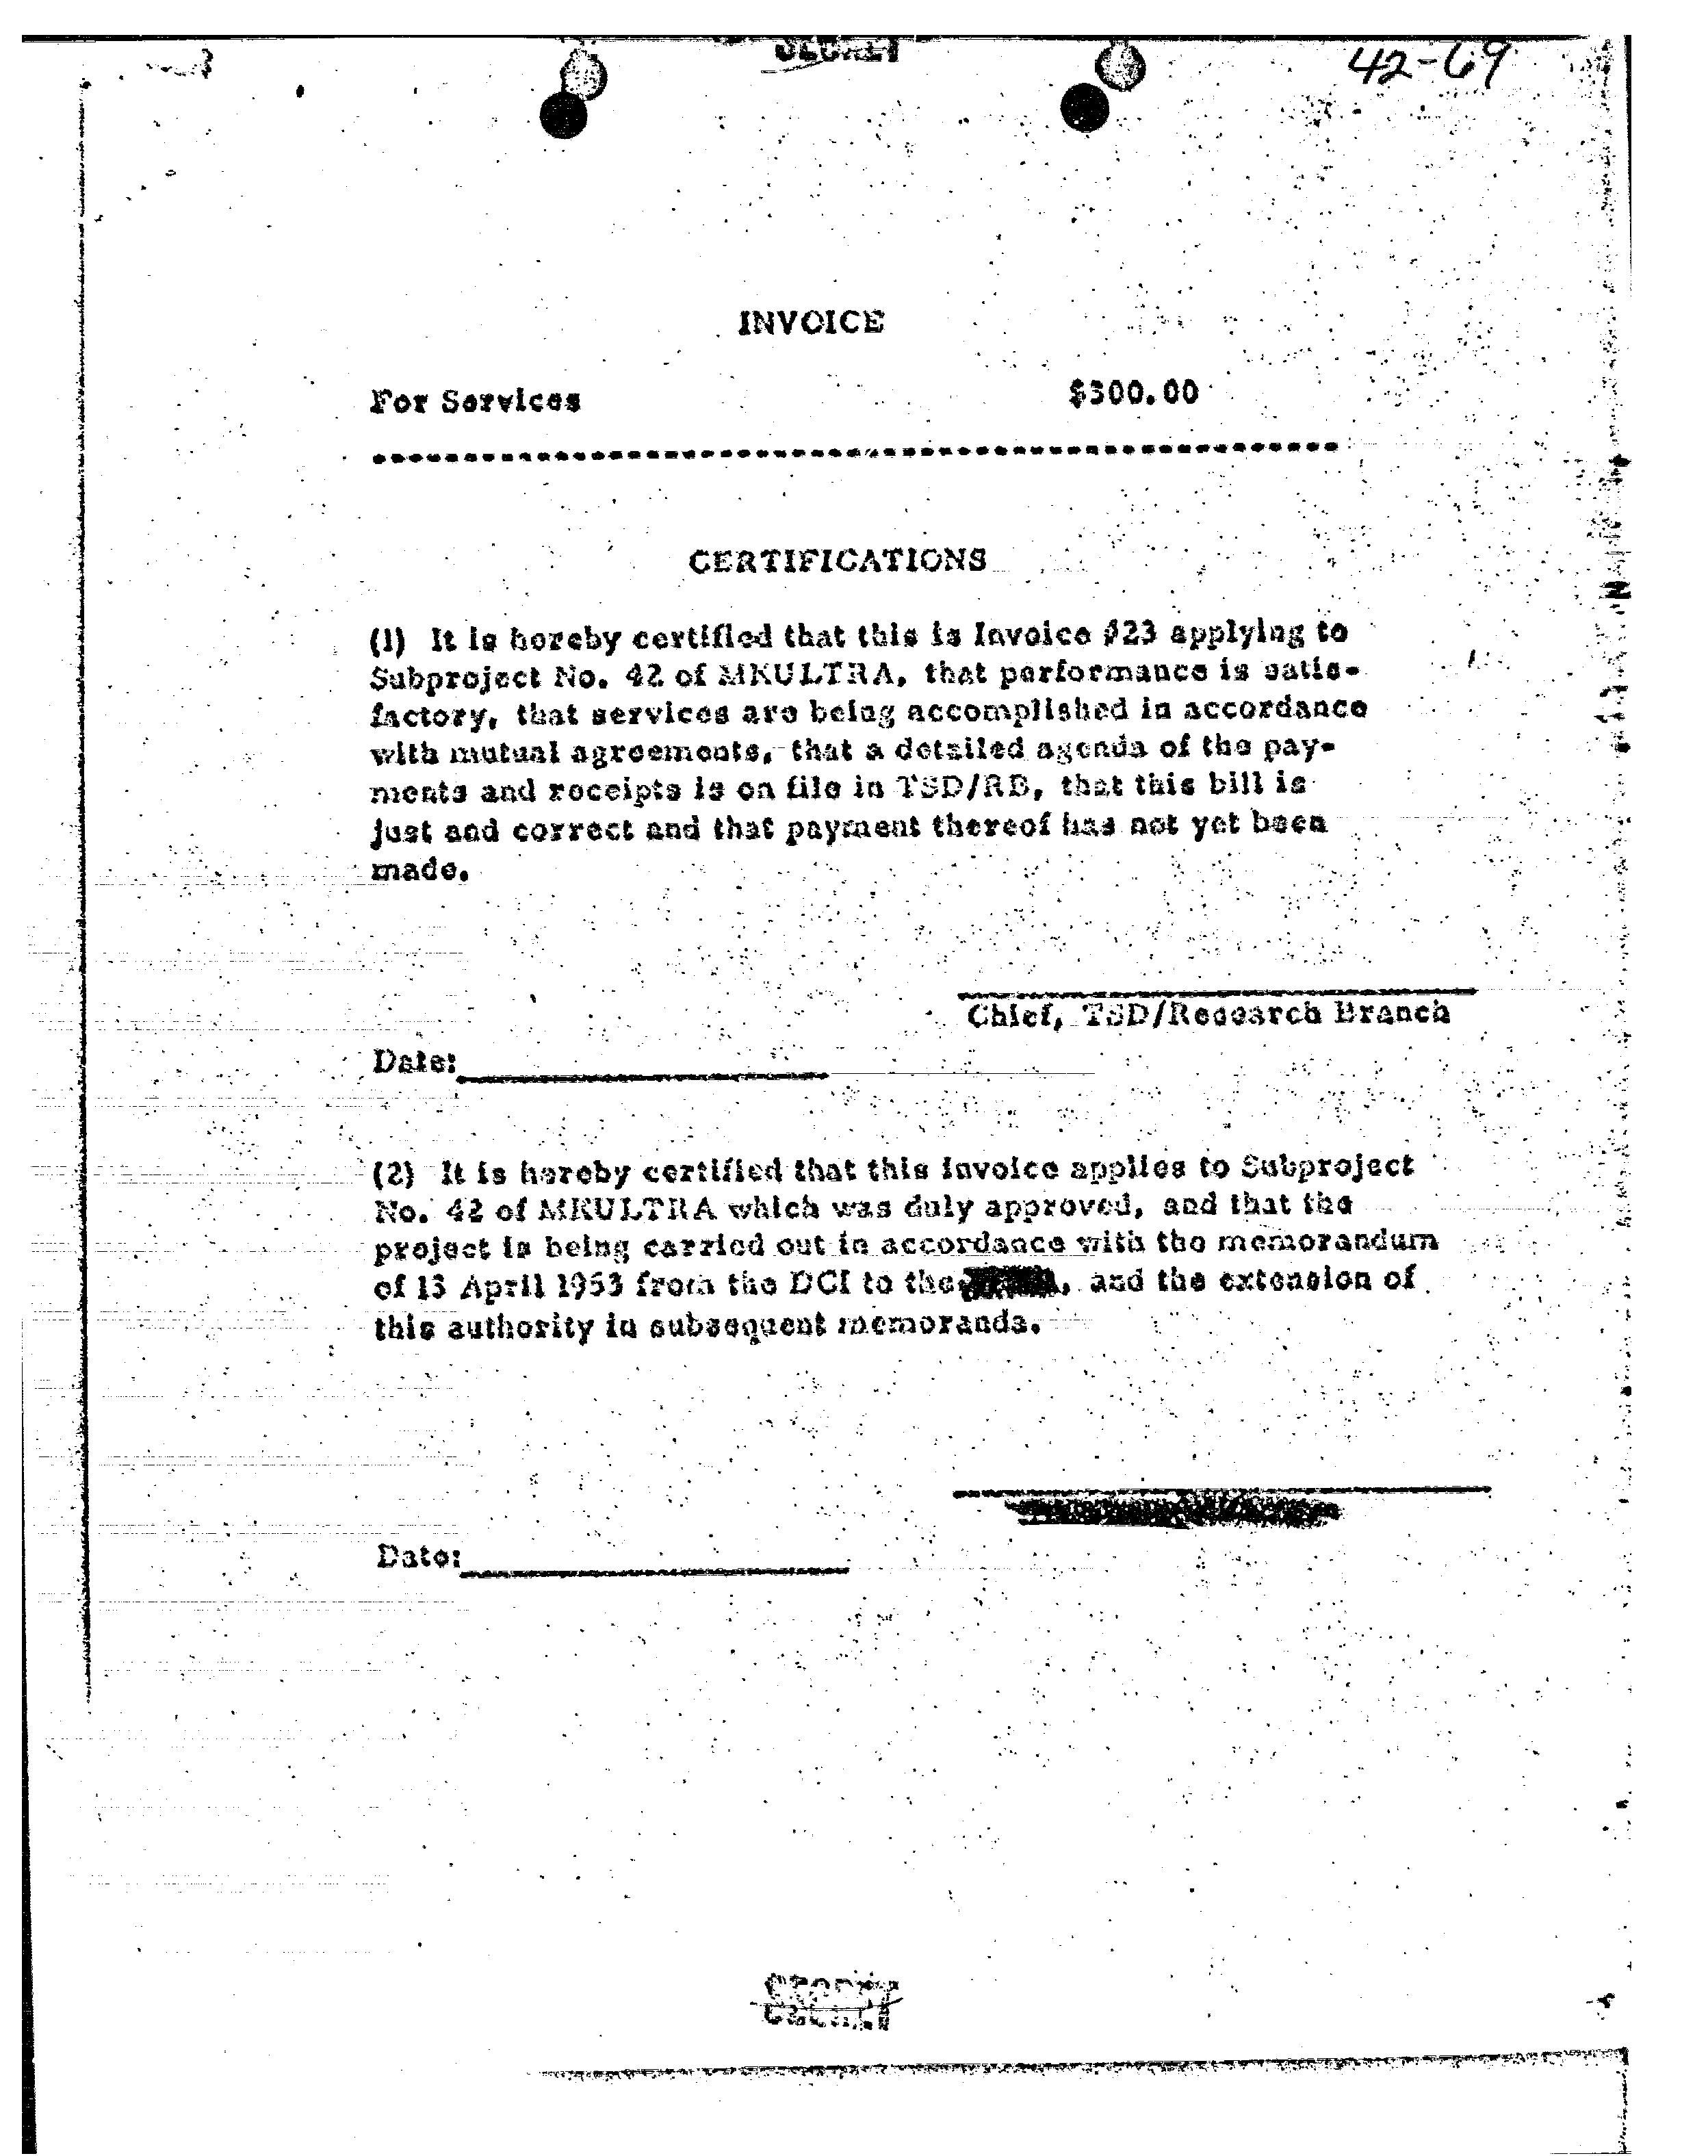 SECRET
42-69
INVOICE
For Services $300.00
CERTIFICATIONS
(1) It is hereby certified that this is Invoice #23 applying to
Subproject No. 42 of MKULTRA, that performance is satis-
factory, that services are being accomplished in accordance
with mutual agreements, that a detailed agenda of the pay-
ments and receipts is on file in TSD/RB, that this bill is
just and correct and that payment thereof has not yet been
made.
Chief, TSD/Research Branch
Date:
(2) It is hereby certified that this invoice applies to Subproject
No. 42 of MKULTRA which was duly approved, and that the
project is being carried out in accordance with the memorandum
of 13 April 1953 from the DCI to the , and the extension of
this authority in subsequent memoranda.
Date:
SECRET